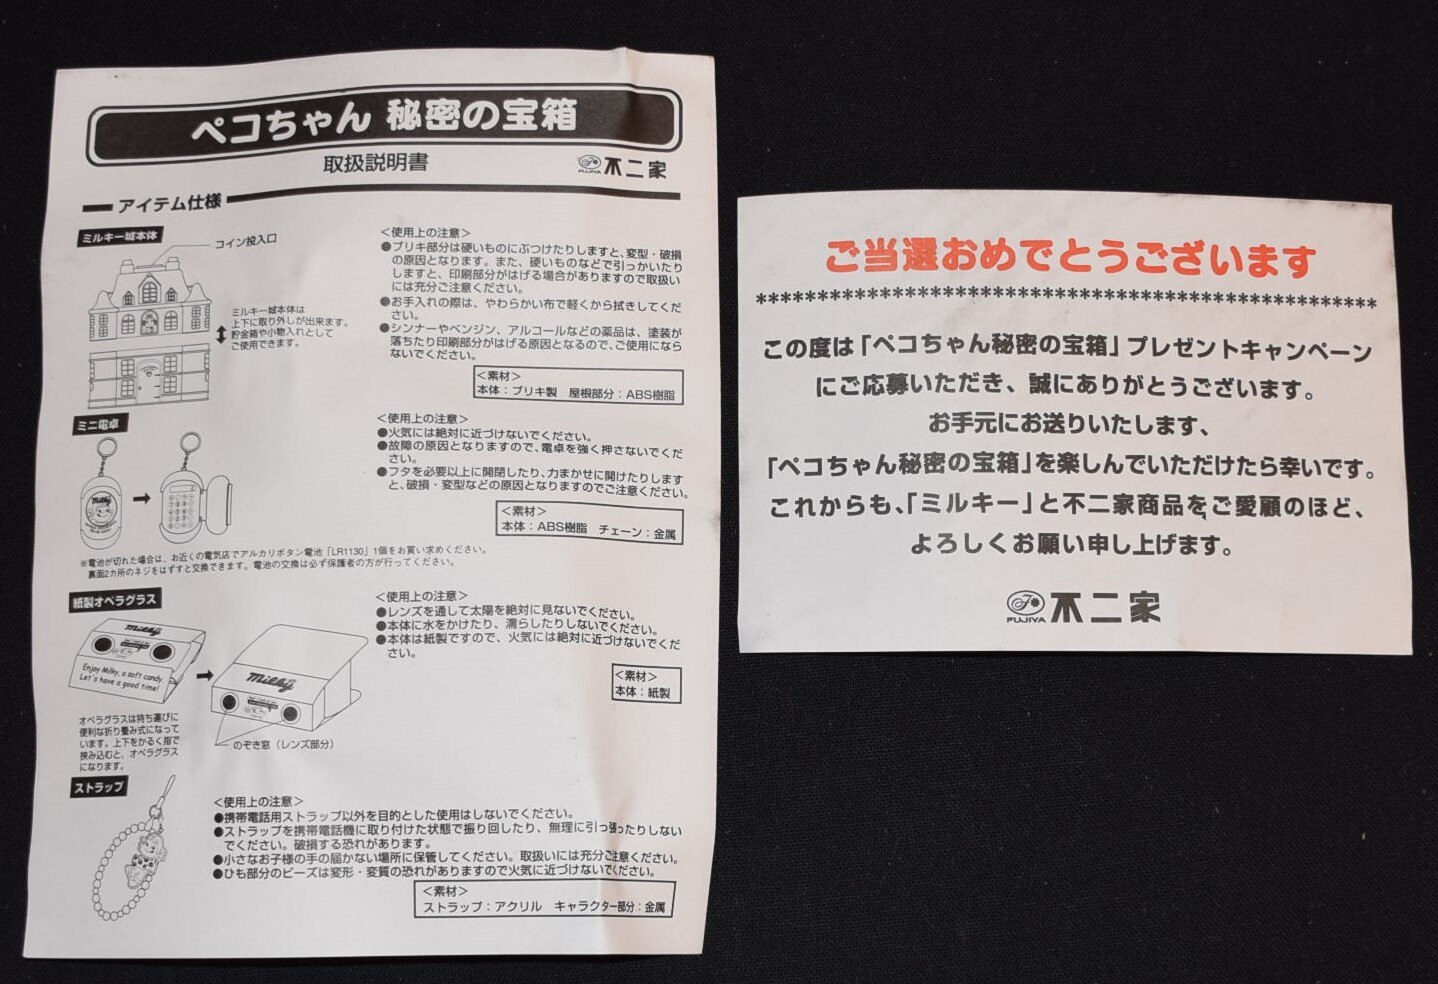 ペコちゃん 秘密の宝箱
取扱説明書
FUJIYA 不二家
アイテム仕様
ミルキー城本体
コイン投入口
ミルキー城本体は
上下に取り外しが出来ます。
貯金箱や小物入れとして
ご使用できます。
＜使用上の注意＞
●ブリキ部分は硬いものにぶつけたりしますと、変型・破損
の原因となります。また、硬いものなどで引っかいたり
しますと、印刷部分がはげる場合がありますので取扱い
には充分ご注意ください。
●お手入れの際は、やわらかい布で軽くから拭きしてくだ
さい。
●シンナーやベンジン、アルコールなどの薬品は、塗装が
落ちたり印刷部分がはげる原因となるので、ご使用になら
ないでください。
＜素材＞
本体：ブリキ製 屋根部分：ABS樹脂
ミニ電卓
Milky
＜使用上の注意＞
●火気には絶対に近づけないでください。
●故障の原因となりますので、電卓を強く押さないでくだ
さい。
●フタを必要以上に開閉したり、力まかせに開けたりします
と、破損・変型などの原因となりますのでご注意ください。
＜素材＞
本体：ABS樹脂 チェーン：金属
※電池が切れた場合は、お近くの電気店でアルカリボタン電池「LR1130」1個をお買い求めください。
裏面2カ所のネジをはずすと交換できます。電池の交換は必ず保護者の方が行ってください。
紙製オペラグラス
Milky
Enjoy Milky, a soft candy.
Let's have a good time!
Milky
のぞき窓（レンズ部分）
オペラグラスは持ち運びに
便利な折り畳み式になって
います。上下をかるく指で
挟み込むと、オペラグラス
になります。
＜使用上の注意＞
●レンズを通して太陽を絶対に見ないでください。
●本体に水をかけたり、濡らしたりしないでください。
●本体は紙製ですので、火気には絶対に近づけないでくだ
さい。
＜素材＞
本体：紙製
ストラップ
＜使用上の注意＞
●携帯電話用ストラップ以外を目的とした使用はしないでください。
●ストラップを携帯電話機に取り付けた状態で振り回したり、無理に引っ張ったりしない
でください。破損する恐れがあります。
●小さなお子様の手の届かない場所に保管してください。取扱いには充分ご注意ください。
●ひも部分のビーズは変形・変質の恐れがありますので火気に近づけないでください。
＜素材＞
ストラップ：アクリル キャラクター部分：金属
ご当選おめでとうございます
****************************************************
この度は「ペコちゃん秘密の宝箱」プレゼントキャンペーン
にご応募いただき、誠にありがとうございます。
お手元にお送りいたします、
「ペコちゃん秘密の宝箱」を楽しんでいただけたら幸いです。
これからも、「ミルキー」と不二家商品をご愛顧のほど、
よろしくお願い申し上げます。
FUJIYA 不二家